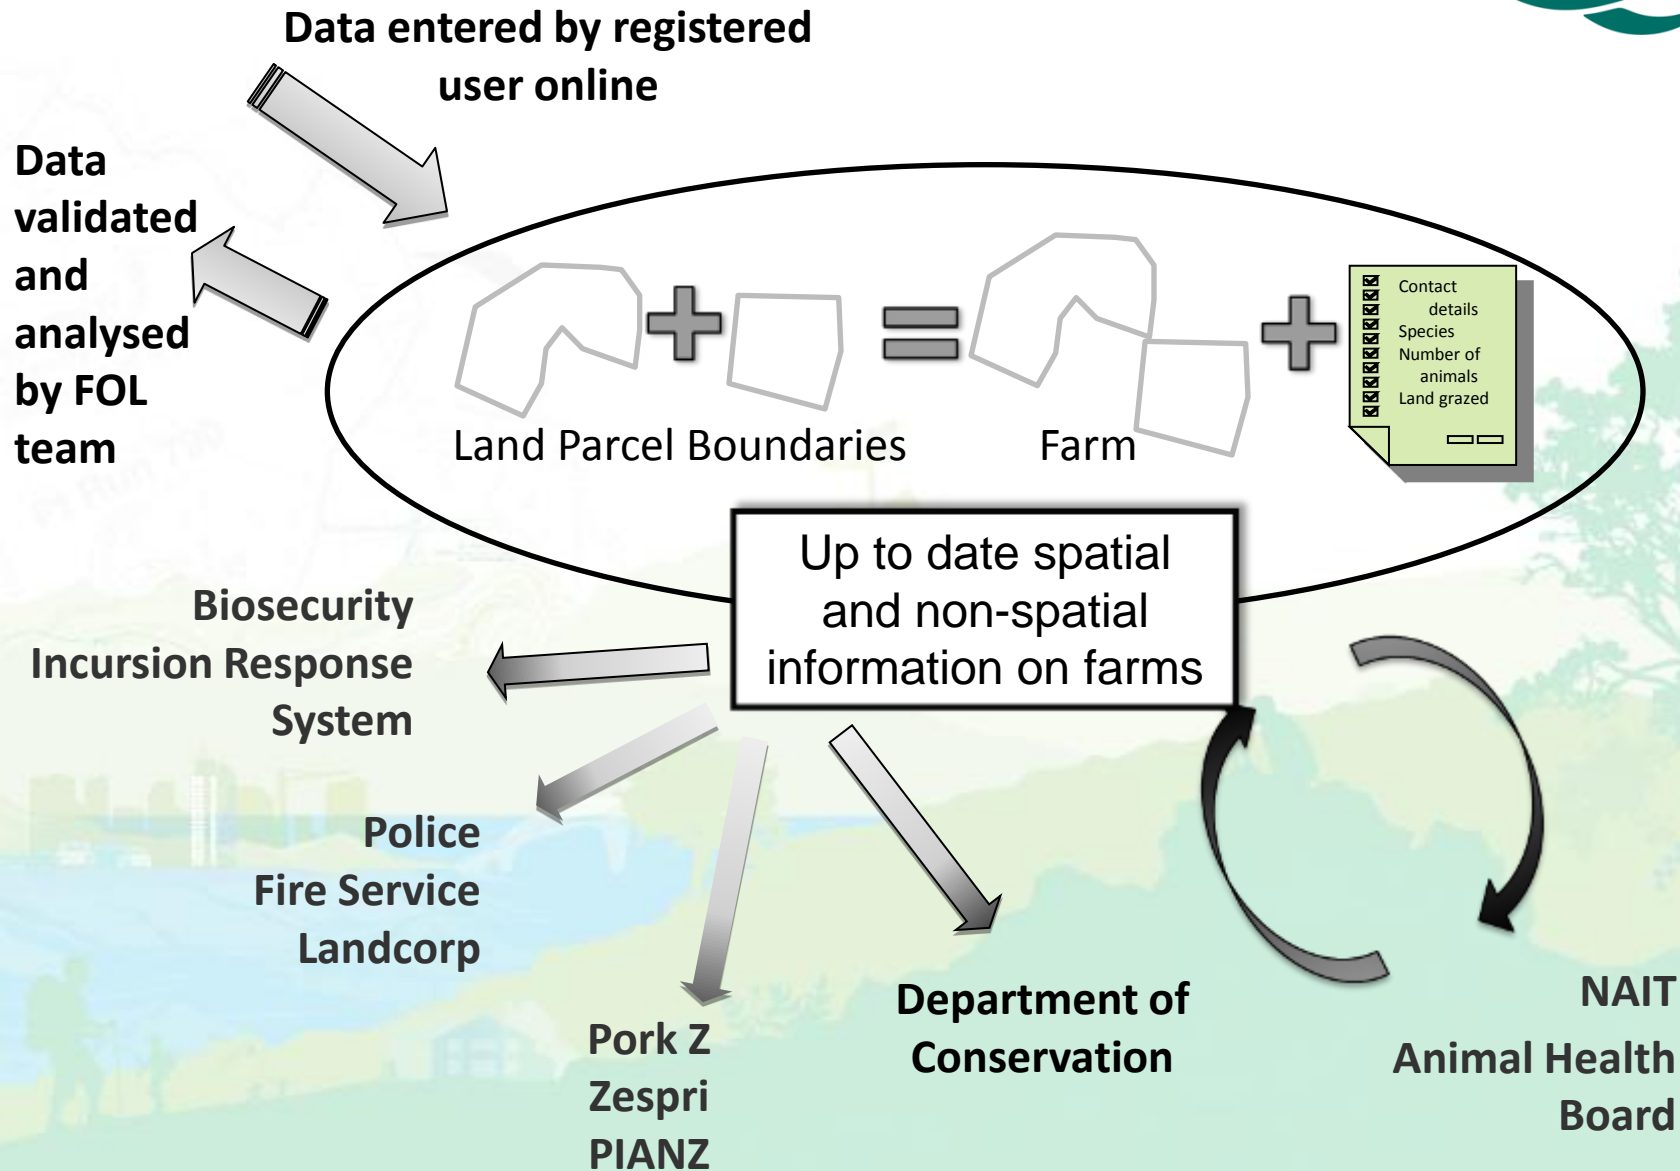 Data entered by registered
user online
Data
validated
and
analysed
by FOL
team
Contact
details
Species
Number of
animals
Land grazed
Land Parcel Boundaries
Farm
Up to date spatial
and non-spatial
information on farms
Biosecurity
Incursion Response
System
Police
Fire Service
Landcorp
Pork Z
Zespri
PIANZ
Department of
Conservation
NAIT
Animal Health
Board